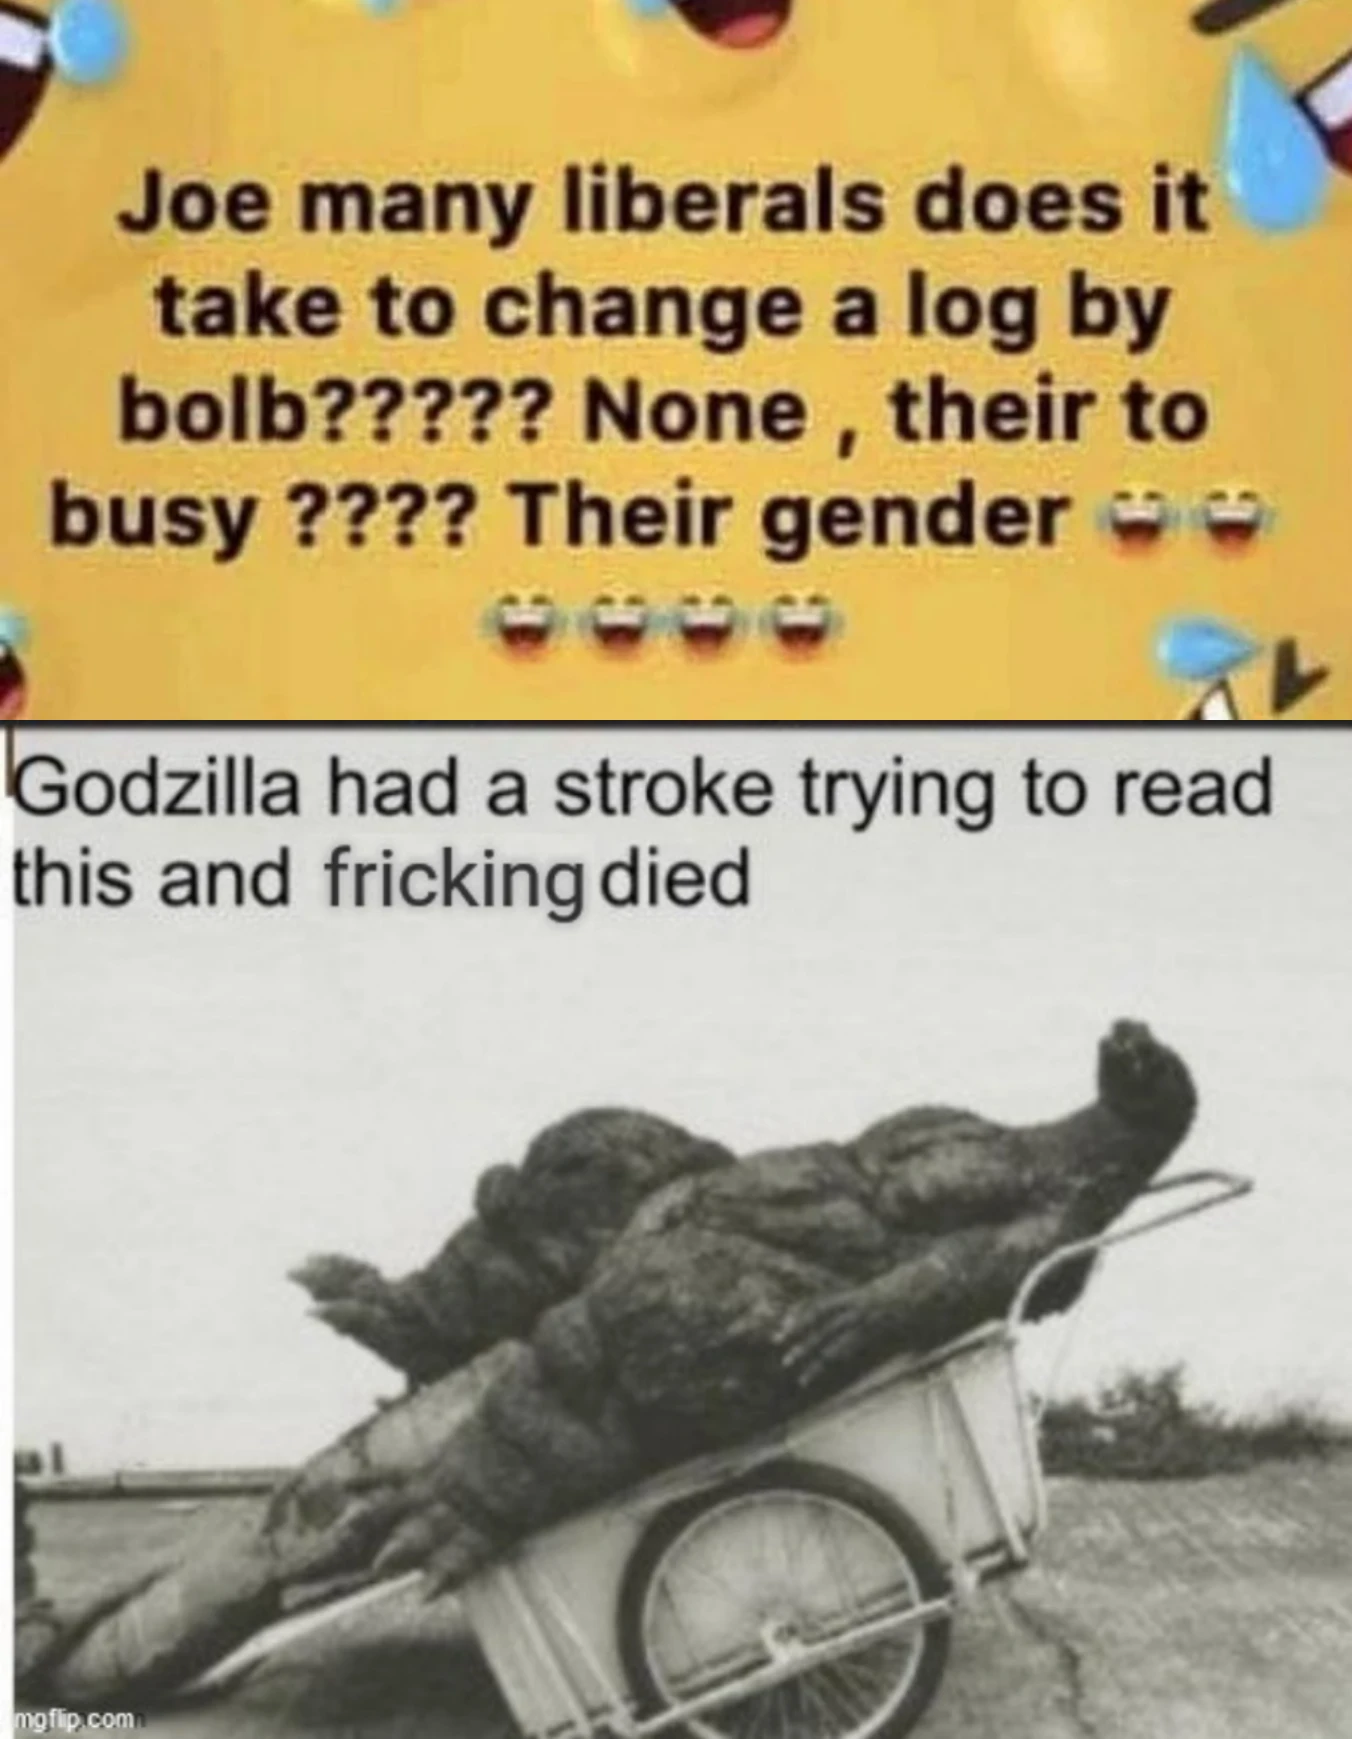 Joe many liberals does it
take to change a log by
bolb????? None , their to
busy ???? Their gender 😂😂
😂😂😂😂
Godzilla had a stroke trying to read
this and fricking died
mgflip.com